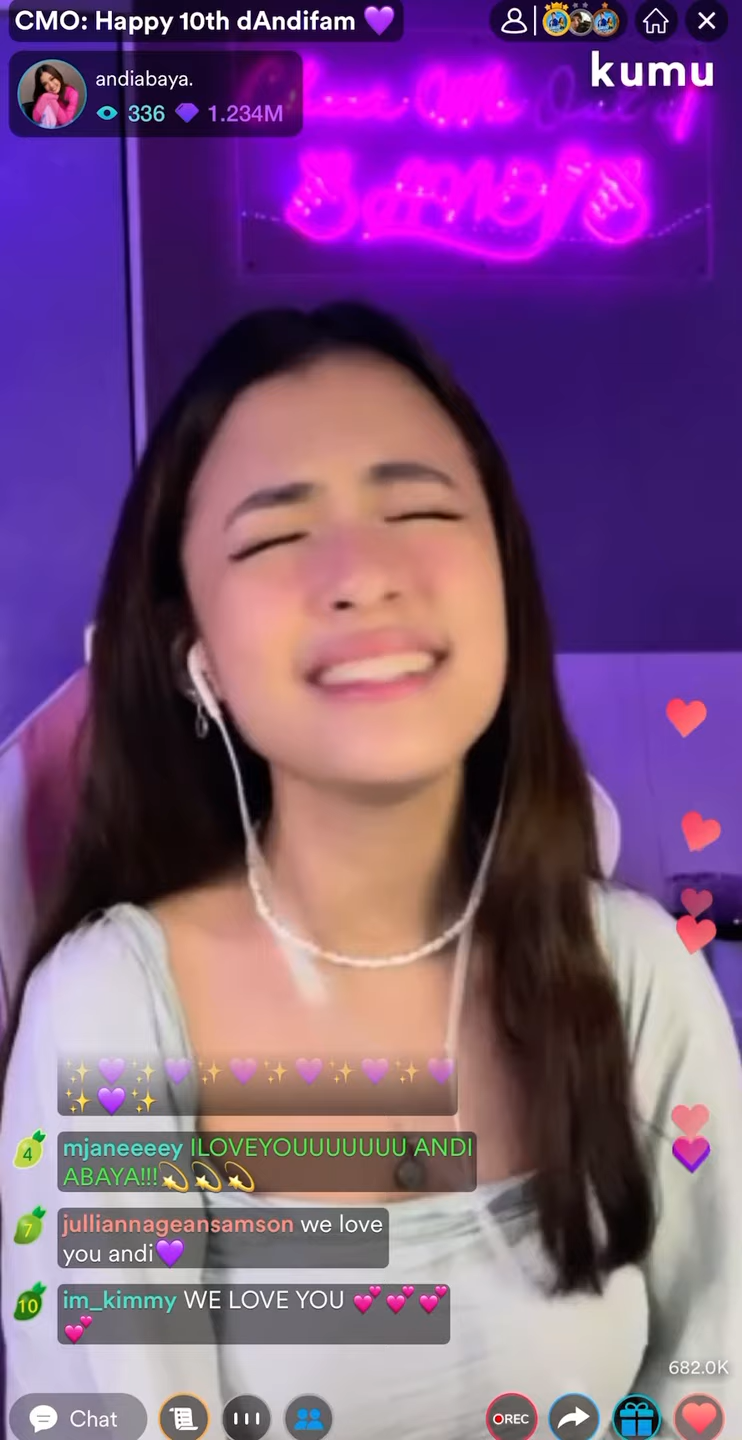 CMO: Happy 10th dAndifam 💜
andiabaya.
336 1.234M
kumu
✨💜✨💜✨💜✨💜✨💜✨💜
✨💜✨
4 mjaneeeey ILOVEYOUUUUUUU ANDI
ABAYA!!!💫💫💫
7 julliannageansamson we love
you andi💜
10 im_kimmy WE LOVE YOU 💕💕💕
💕
682.0K
Chat
REC